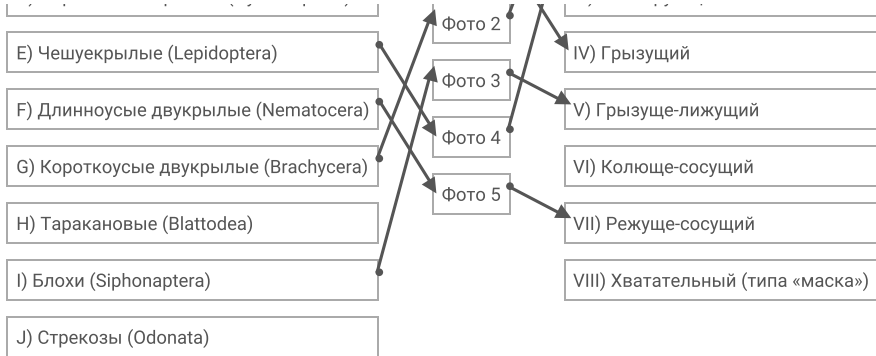 Фото 2
E) Чешуекрылые (Lepidoptera)
IV) Грызущий
Фото 3
F) Длинноусые двукрылые (Nematocera)
V) Грызуще-лижущий
Фото 4
G) Короткоусые двукрылые (Brachycera)
VI) Колюще-сосущий
Фото 5
H) Таракановые (Blattodea)
VII) Режуще-сосущий
I) Блохи (Siphonaptera)
VIII) Хватательный (типа «маска»)
J) Стрекозы (Odonata)